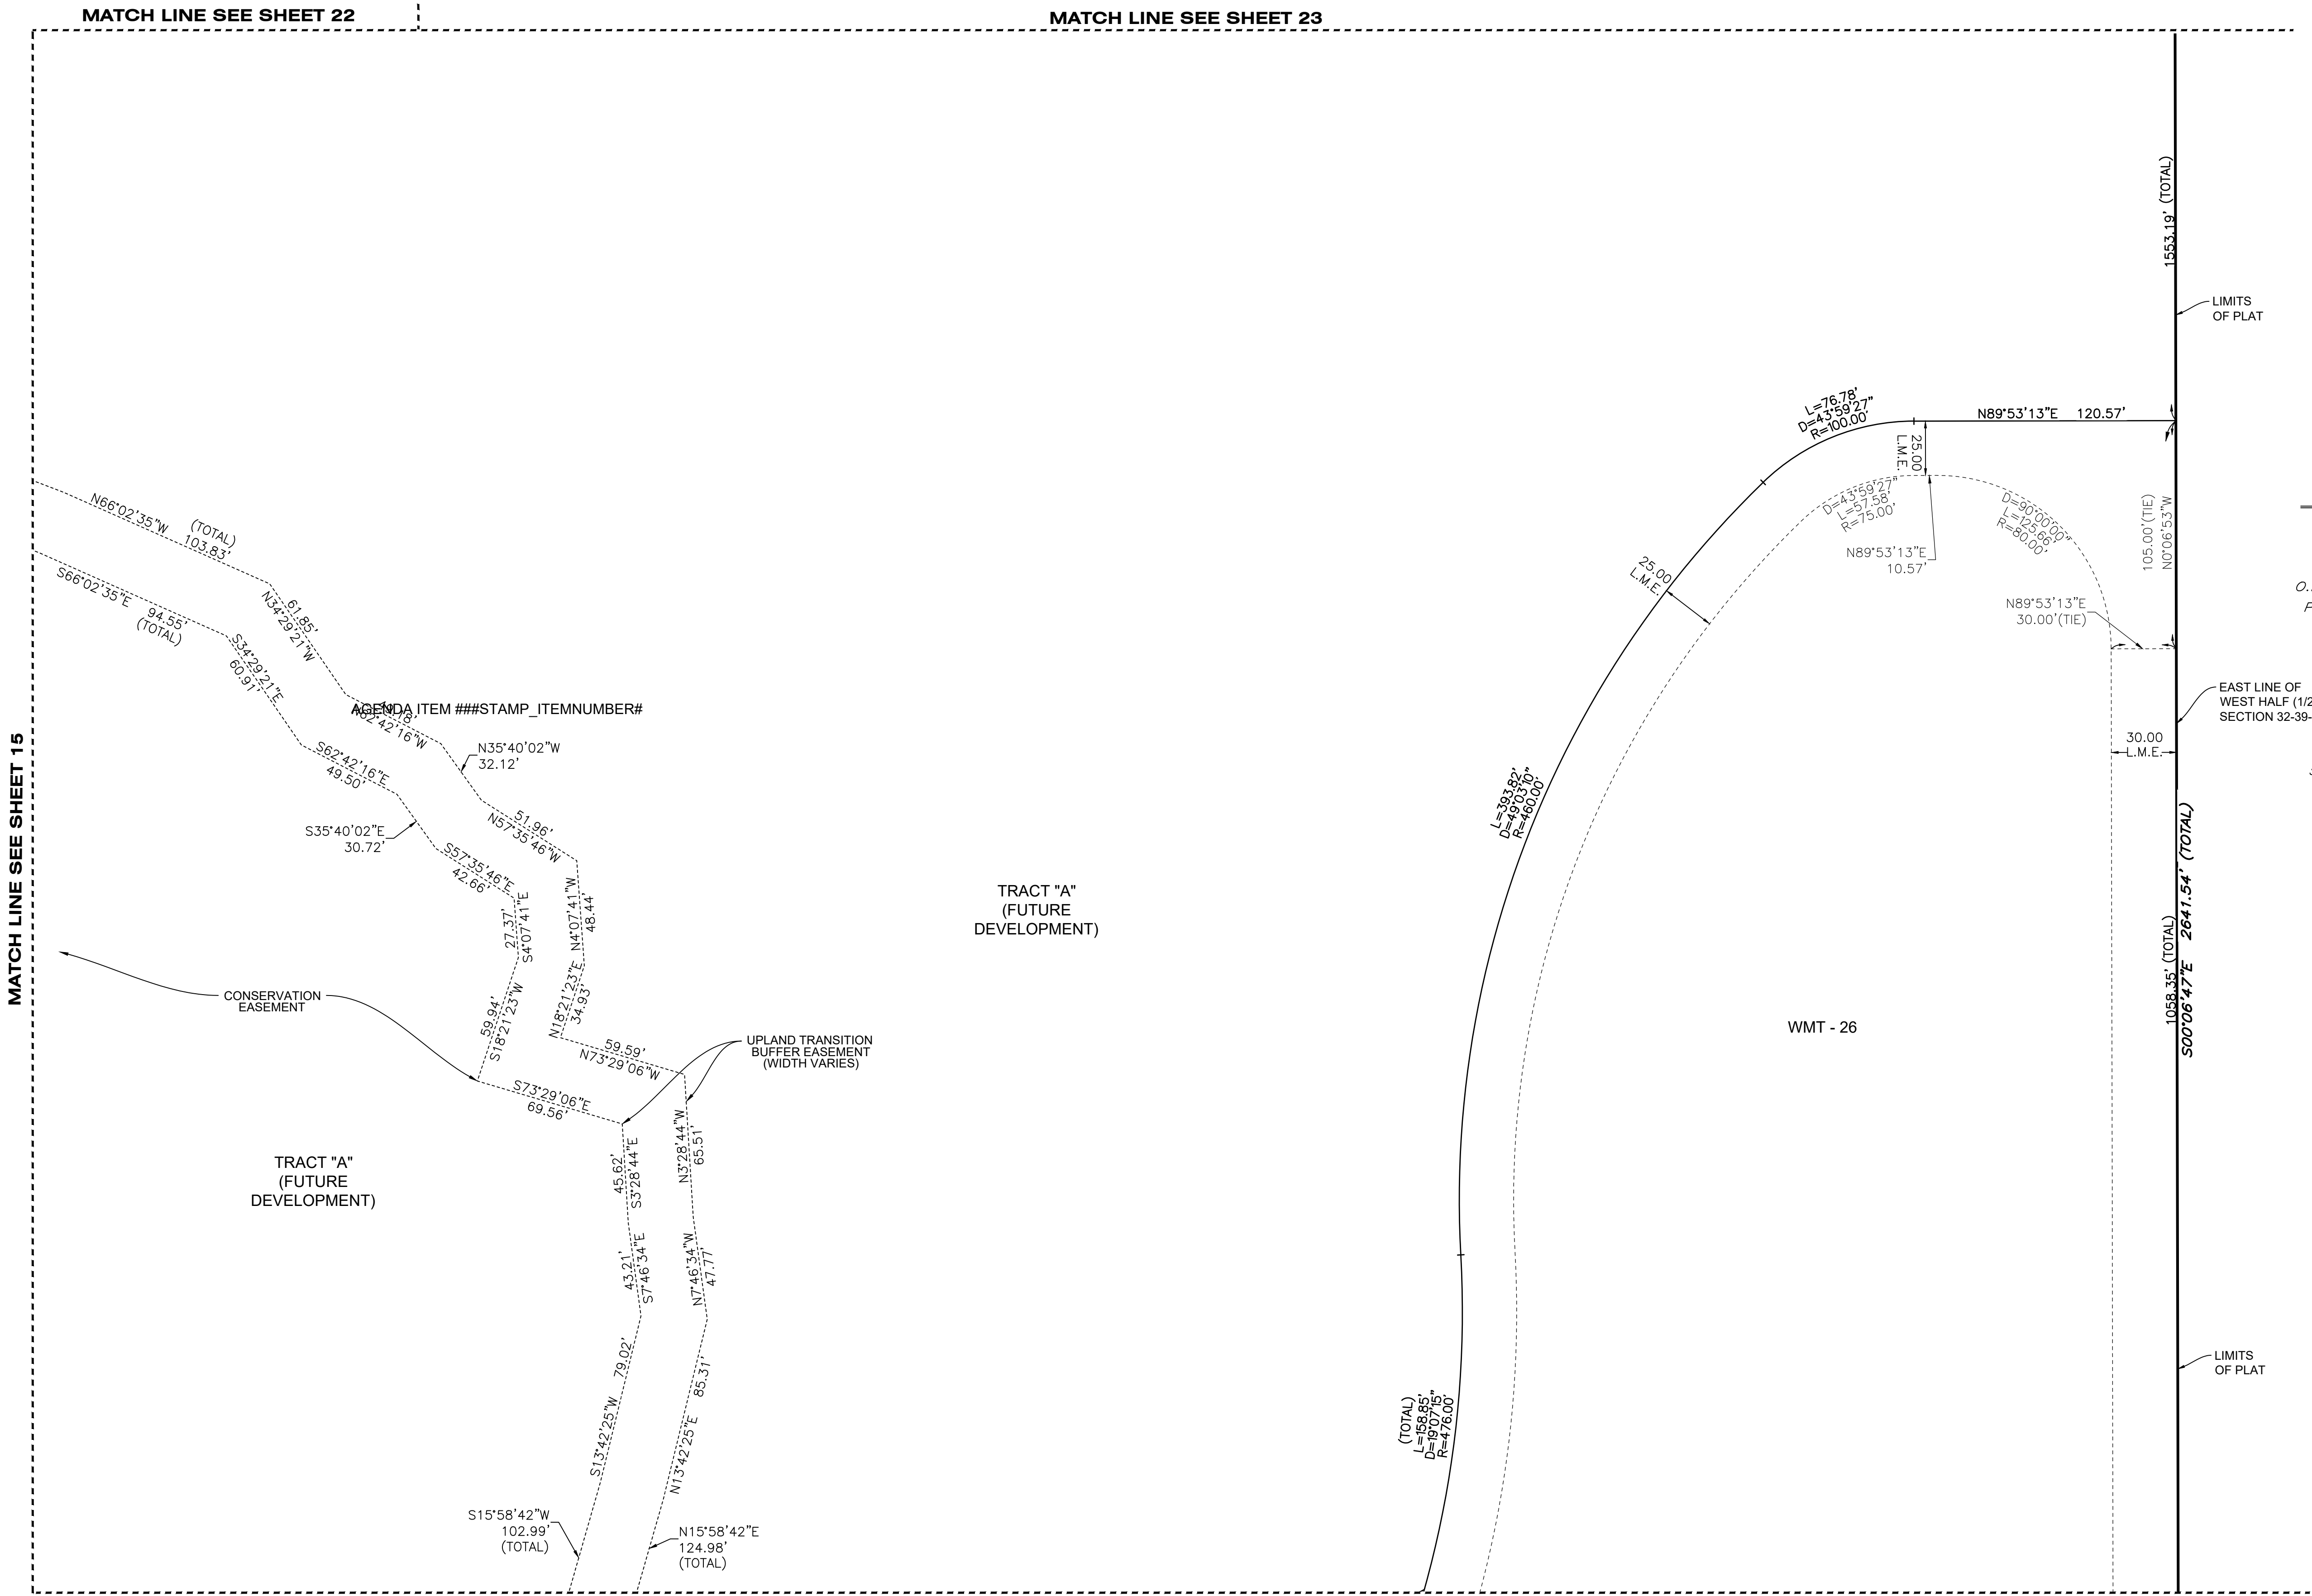 MATCH LINE SEE SHEET 22
MATCH LINE SEE SHEET 23
MATCH LINE SEE SHEET 15
1553.19' (TOTAL)
LIMITS
OF PLAT
L=76.78'
D=43°59'27"
R=100.00'
N89°53'13"E 120.57'
25.00
L.M.E.
D=43°59'27"
L=57.58'
R=75.00'
D=90°00'00"
L=125.66'
R=80.00'
N89°53'13"E
10.57'
105.00'(TIE)
N0°06'53"W
N89°53'13"E
30.00'(TIE)
25.00
L.M.E.
EAST LINE OF
WEST HALF (1/2
SECTION 32-39-
30.00
L.M.E.
L=393.82'
D=49°03'10"
R=460.00'
1058.35' (TOTAL)
S00°06'47"E 2641.54' (TOTAL)
WMT - 26
LIMITS
OF PLAT
(TOTAL)
L=158.85'
D=19°07'15"
R=476.00'
TRACT "A"
(FUTURE
DEVELOPMENT)
N66°02'35"W
(TOTAL)
103.83'
S66°02'35"E
94.55'
(TOTAL)
61.85'
N34°29'21"W
S34°29'21"E
60.91'
AGENDA ITEM ###STAMP_ITEMNUMBER#
N62°42'16"W
S62°42'16"E
49.50'
N35°40'02"W
32.12'
S35°40'02"E
30.72'
51.96'
N57°35'46"W
S57°35'46"E
42.66'
N4°07'41"W
48.44'
27.37'
S4°07'41"E
N18°21'23"E
34.93'
59.94'
S18°21'23"W
CONSERVATION
EASEMENT
59.59'
N73°29'06"W
S73°29'06"E
69.56'
UPLAND TRANSITION
BUFFER EASEMENT
(WIDTH VARIES)
N3°28'44"W
65.51'
45.62'
S3°28'44"E
TRACT "A"
(FUTURE
DEVELOPMENT)
N7°46'34"W
47.77'
43.21'
S7°46'34"E
S13°42'25"W 79.02'
N13°42'25"E 85.31'
S15°58'42"W
102.99'
(TOTAL)
N15°58'42"E
124.98'
(TOTAL)